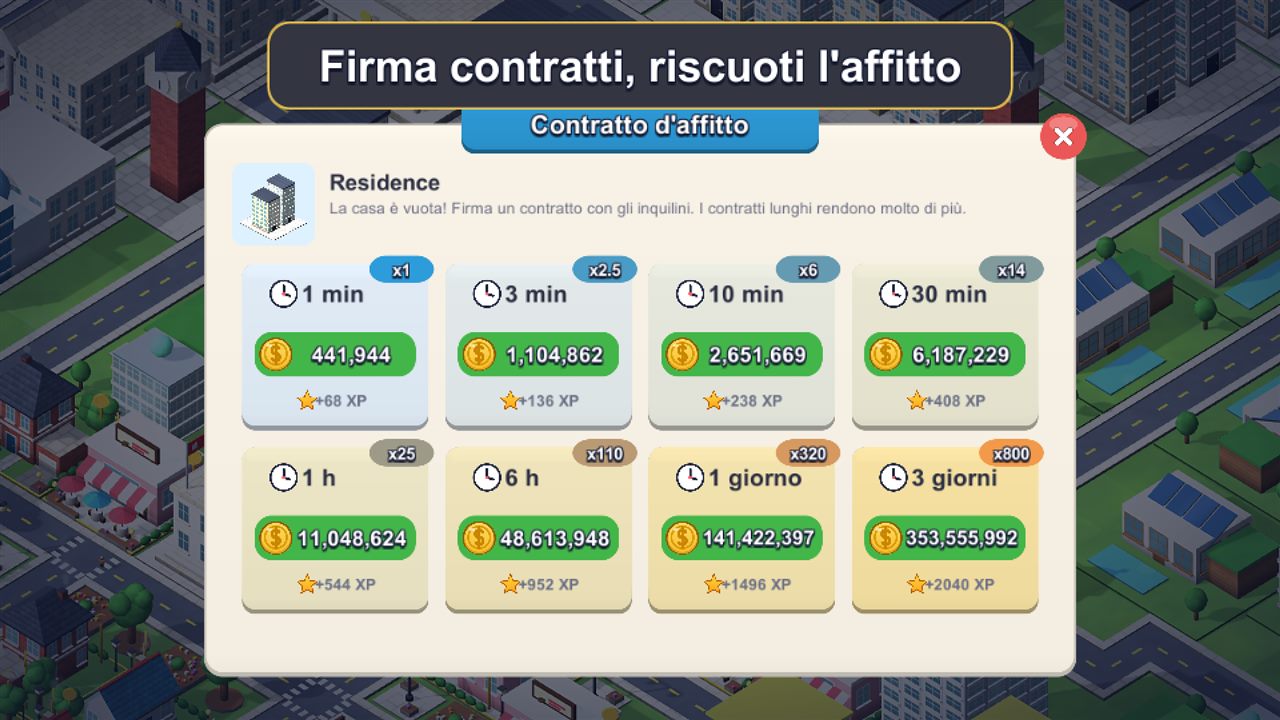 Firma contratti, riscuoti l'affitto
Contratto d'affitto
Residence
La casa è vuota! Firma un contratto con gli inquilini. I contratti lunghi rendono molto di più.
x1
1 min
441,944
+68 XP
x2.5
3 min
1,104,862
+136 XP
x6
10 min
2,651,669
+238 XP
x14
30 min
6,187,229
+408 XP
x25
1 h
11,048,624
+544 XP
x110
6 h
48,613,948
+952 XP
x320
1 giorno
141,422,397
+1496 XP
x800
3 giorni
353,555,992
+2040 XP